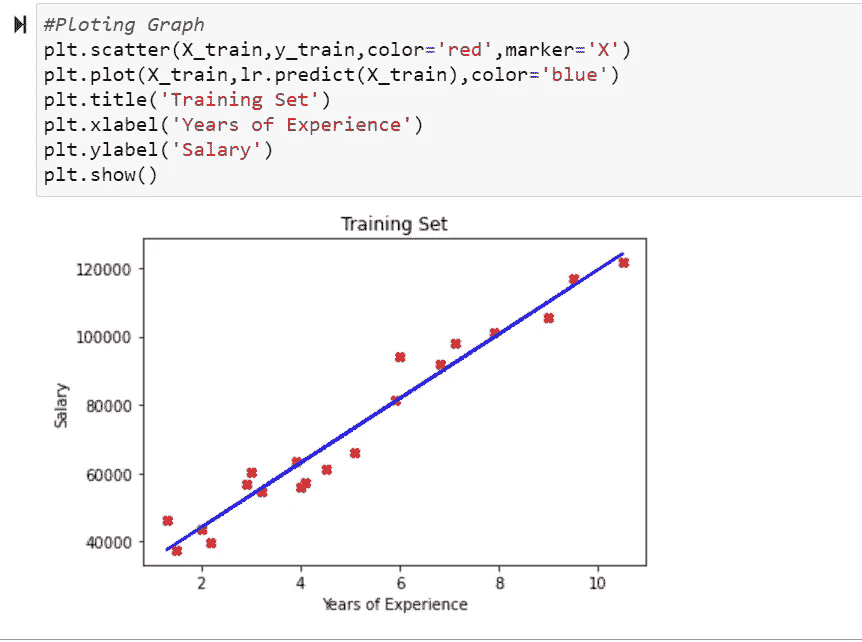 #Ploting Graph
plt.scatter(X_train,y_train,color='red',marker='X')
plt.plot(X_train,lr.predict(X_train),color='blue')
plt.title('Training Set')
plt.xlabel('Years of Experience')
plt.ylabel('Salary')
plt.show()
Training Set
120000
100000
80000
60000
40000
Salary
2 4 6 8 10
Years of Experience